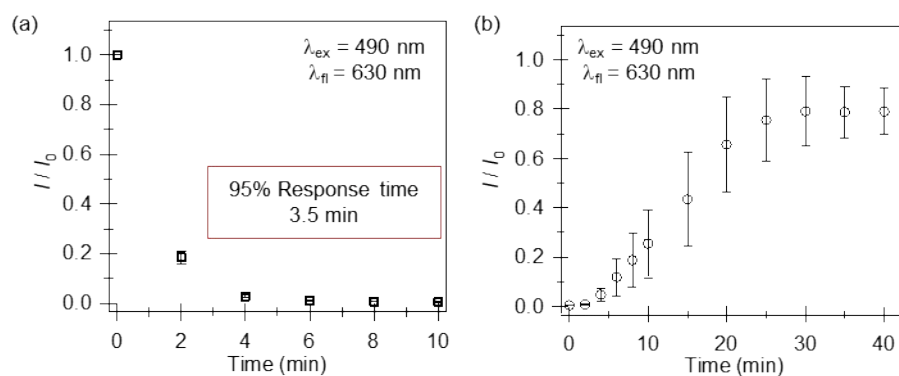 (a)
λex = 490 nm
λfl = 630 nm
1.0
0.8
0.6
0.4
0.2
0.0
I / I0
95% Response time
3.5 min
0 2 4 6 8 10
Time (min)
(b)
λex = 490 nm
λfl = 630 nm
1.0
0.8
0.6
0.4
0.2
0.0
I / I0
0 10 20 30 40
Time (min)